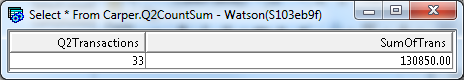 Select * From Carper.Q2CountSum - Watson(S103eb9f)
Q2Transactions SumOfTrans
33 130850.00